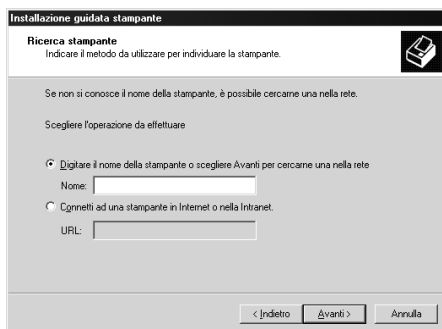 Installazione guidata stampante
Ricerca stampante
Indicare il metodo da utilizzare per individuare la stampante.
Se non si conosce il nome della stampante, è possibile cercarne una nella rete.
Scegliere l'operazione da effettuare
Digitare il nome della stampante o scegliere Avanti per cercarne una nella rete
Nome:
Connetti ad una stampante in Internet o nella Intranet.
URL:
< Indietro Avanti > Annulla